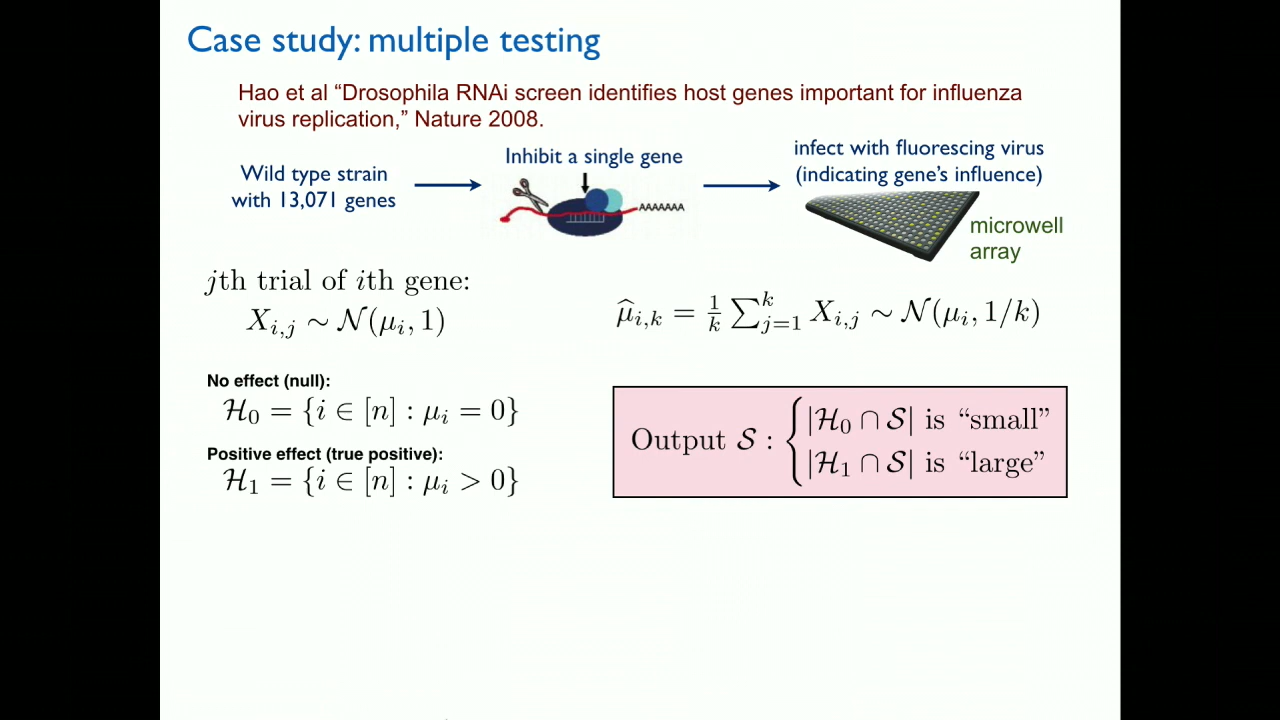 Case study: multiple testing
Hao et al “Drosophila RNAi screen identifies host genes important for influenza
virus replication,” Nature 2008.
Wild type strain
with 13,071 genes
Inhibit a single gene
AAAAAAA
infect with fluorescing virus
(indicating gene’s influence)
microwell
array
jth trial of ith gene:
X_{i,j} ∼ 𝒩(μ_i, 1)
μ̂_{i,k} = 1/k ∑_{j=1}^{k} X_{i,j} ∼ 𝒩(μ_i, 1/k)
No effect (null):
ℋ_0 = {i ∈ [n] : μ_i = 0}
Positive effect (true positive):
ℋ_1 = {i ∈ [n] : μ_i > 0}
Output 𝒮 : { |ℋ_0 ∩ 𝒮| is “small”
|ℋ_1 ∩ 𝒮| is “large”